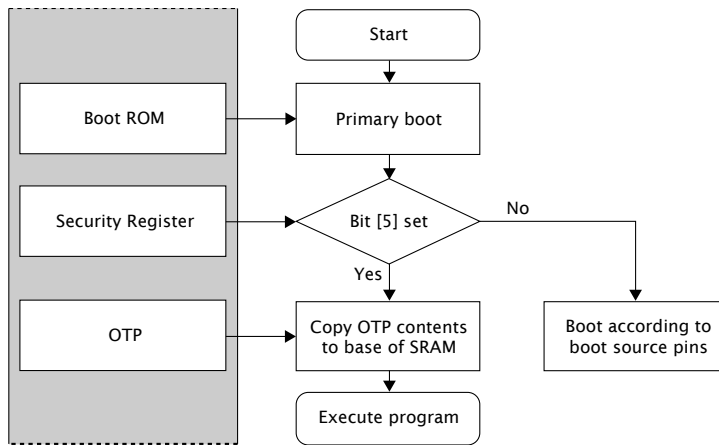 Start
Boot ROM
Primary boot
Security Register
Bit [5] set
No
Yes
OTP
Copy OTP contents
to base of SRAM
Boot according to
boot source pins
Execute program